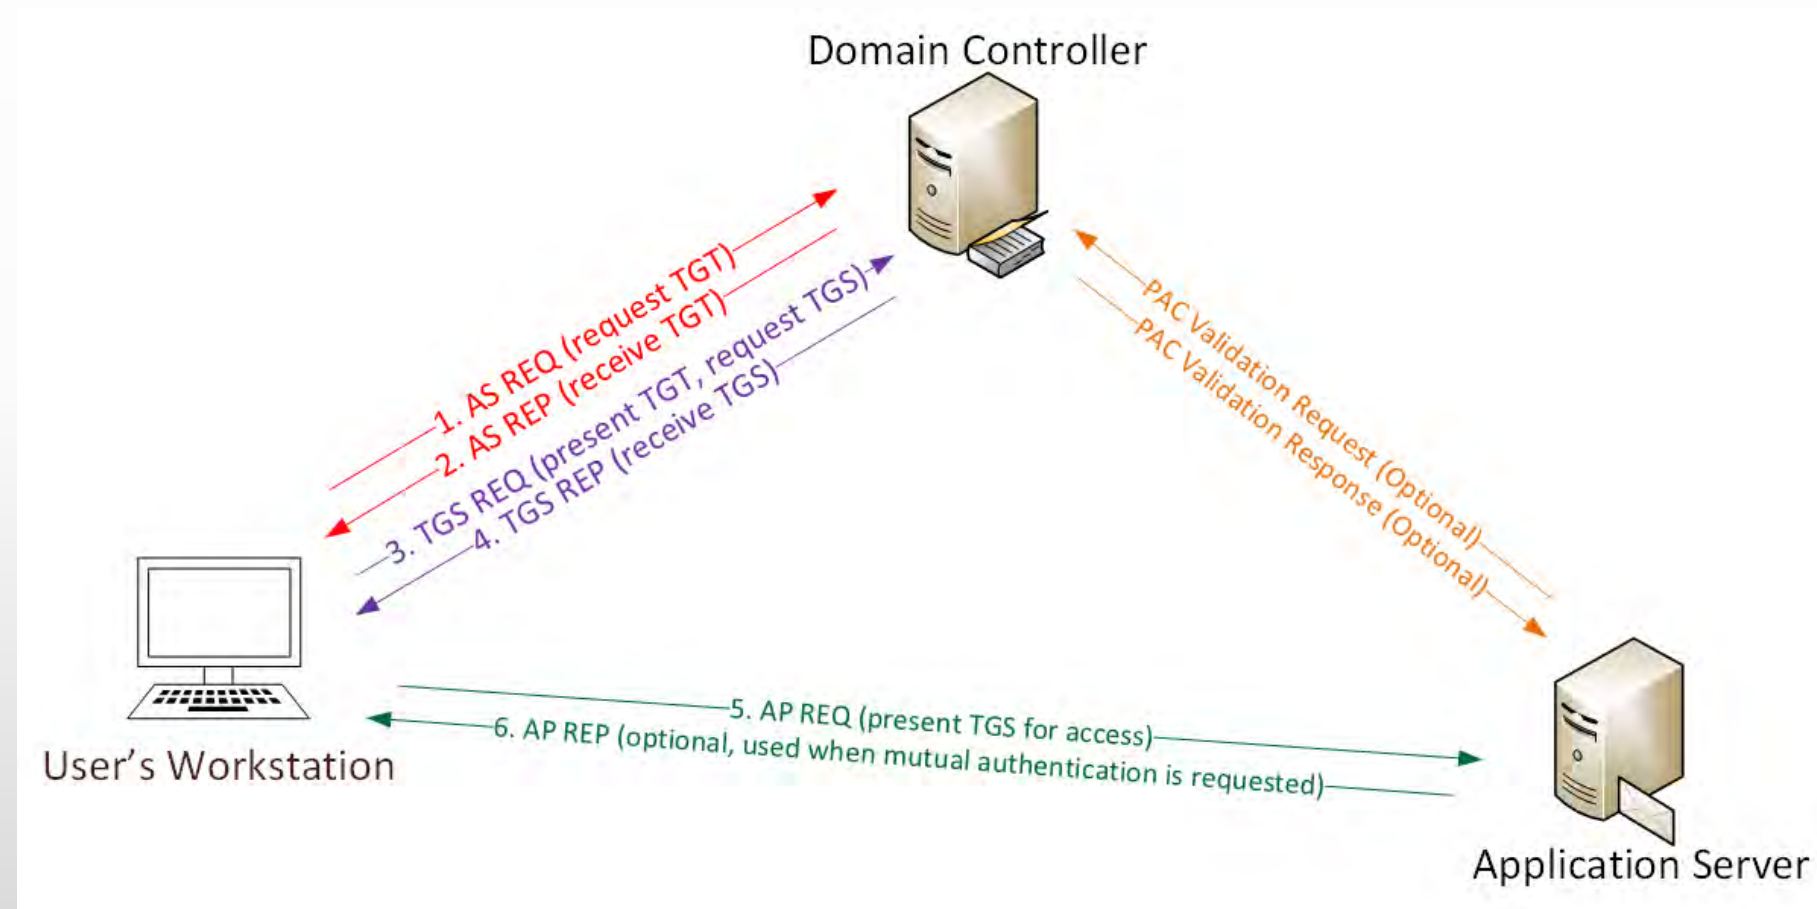 Domain Controller
1. AS REQ (request TGT)
2. AS REP (receive TGT)
3. TGS REQ (present TGT, request TGS)
4. TGS REP (receive TGS)
PAC Validation Request (Optional)
PAC Validation Response (Optional)
5. AP REQ (present TGS for access)
6. AP REP (optional, used when mutual authentication is requested)
User's Workstation
Application Server